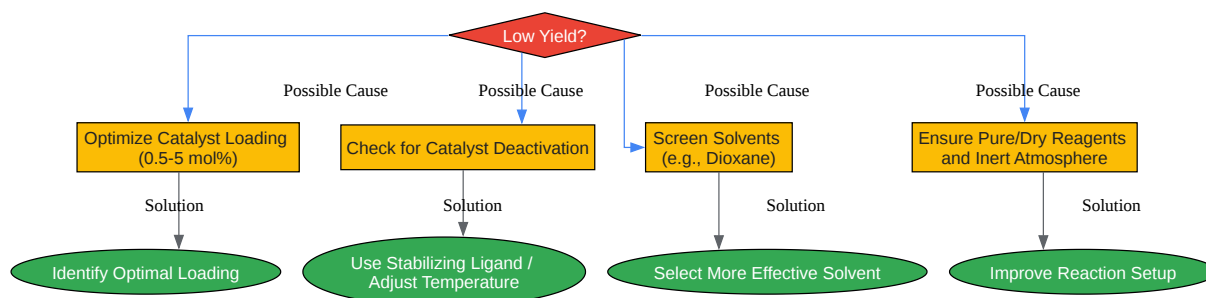 Low Yield?
Possible Cause
Possible Cause
Possible Cause
Possible Cause
Optimize Catalyst Loading
(0.5-5 mol%)
Check for Catalyst Deactivation
Screen Solvents
(e.g., Dioxane)
Ensure Pure/Dry Reagents
and Inert Atmosphere
Solution
Solution
Solution
Solution
Identify Optimal Loading
Use Stabilizing Ligand /
Adjust Temperature
Select More Effective Solvent
Improve Reaction Setup